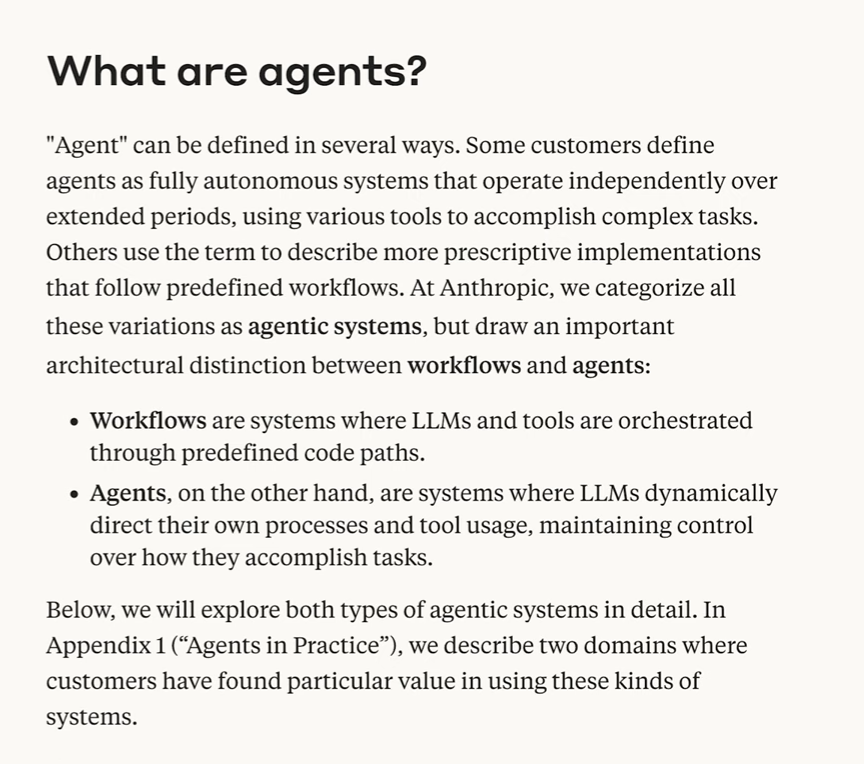 What are agents?
"Agent" can be defined in several ways. Some customers define
agents as fully autonomous systems that operate independently over
extended periods, using various tools to accomplish complex tasks.
Others use the term to describe more prescriptive implementations
that follow predefined workflows. At Anthropic, we categorize all
these variations as agentic systems, but draw an important
architectural distinction between workflows and agents:
• Workflows are systems where LLMs and tools are orchestrated
through predefined code paths.
• Agents, on the other hand, are systems where LLMs dynamically
direct their own processes and tool usage, maintaining control
over how they accomplish tasks.
Below, we will explore both types of agentic systems in detail. In
Appendix 1 (“Agents in Practice”), we describe two domains where
customers have found particular value in using these kinds of
systems.